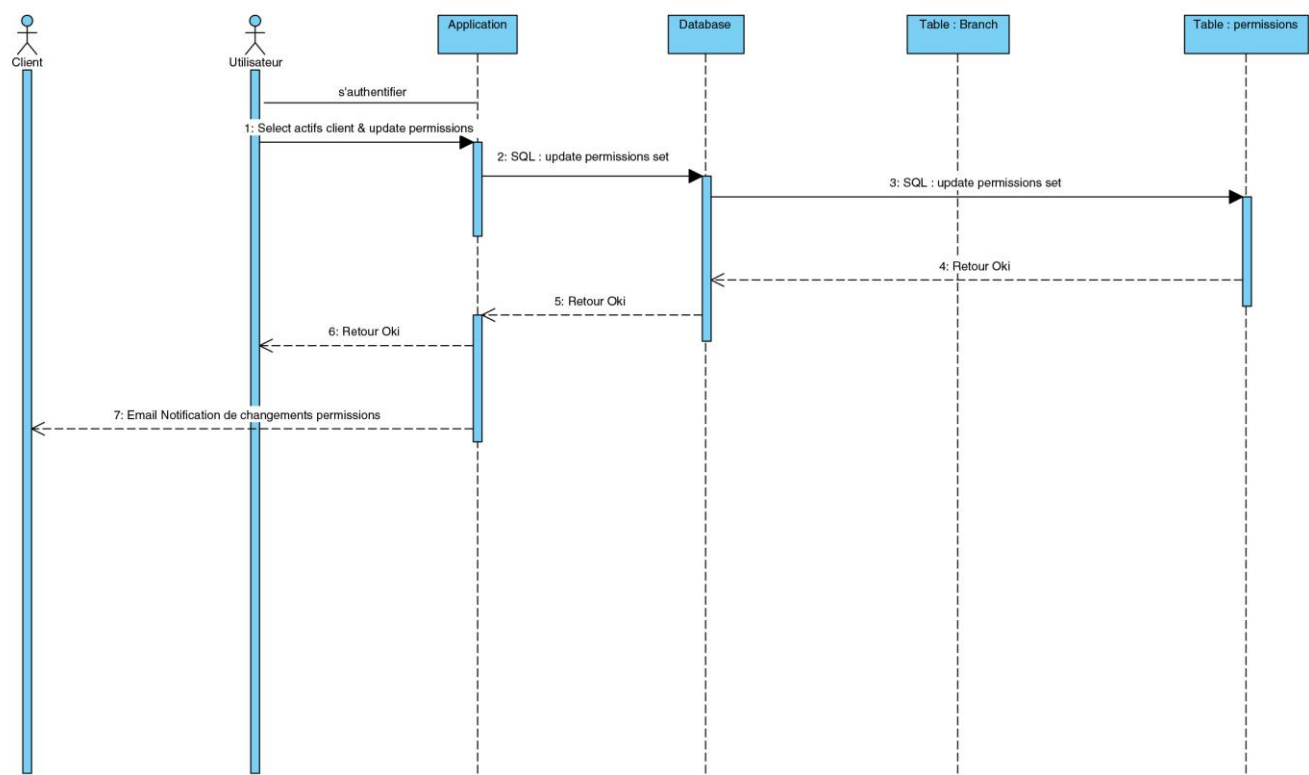 Client
Utilisateur
Application
Database
Table : Branch
Table : permissions
s'authentifier
1: Select actifs client & update permissions
2: SQL : update permissions set
3: SQL : update permissions set
4: Retour Oki
5: Retour Oki
6: Retour Oki
7: Email Notification de changements permissions